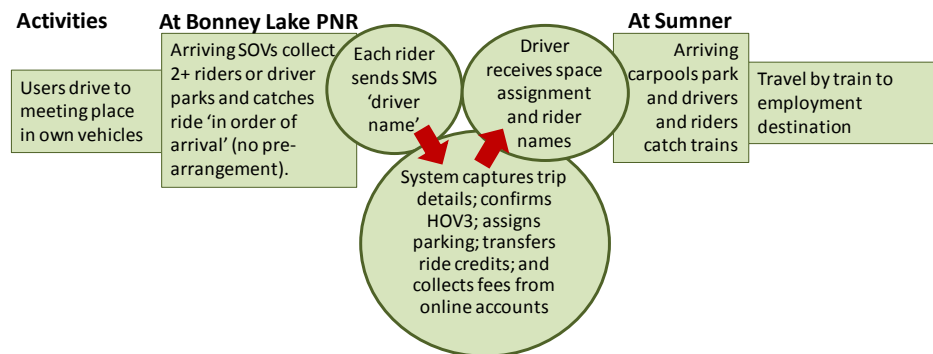 Activities
At Bonney Lake PNR
At Sumner
Users drive to
meeting place
in own vehicles
Arriving SOVs collect
2+ riders or driver
parks and catches
ride ‘in order of
arrival’ (no pre-
arrangement).
Each rider
sends SMS
‘driver
name’
System captures trip
details; confirms
HOV3; assigns
parking; transfers
ride credits; and
collects fees from
online accounts
Driver
receives space
assignment
and rider
names
Arriving
carpools park
and drivers
and riders
catch trains
Travel by train to
employment
destination